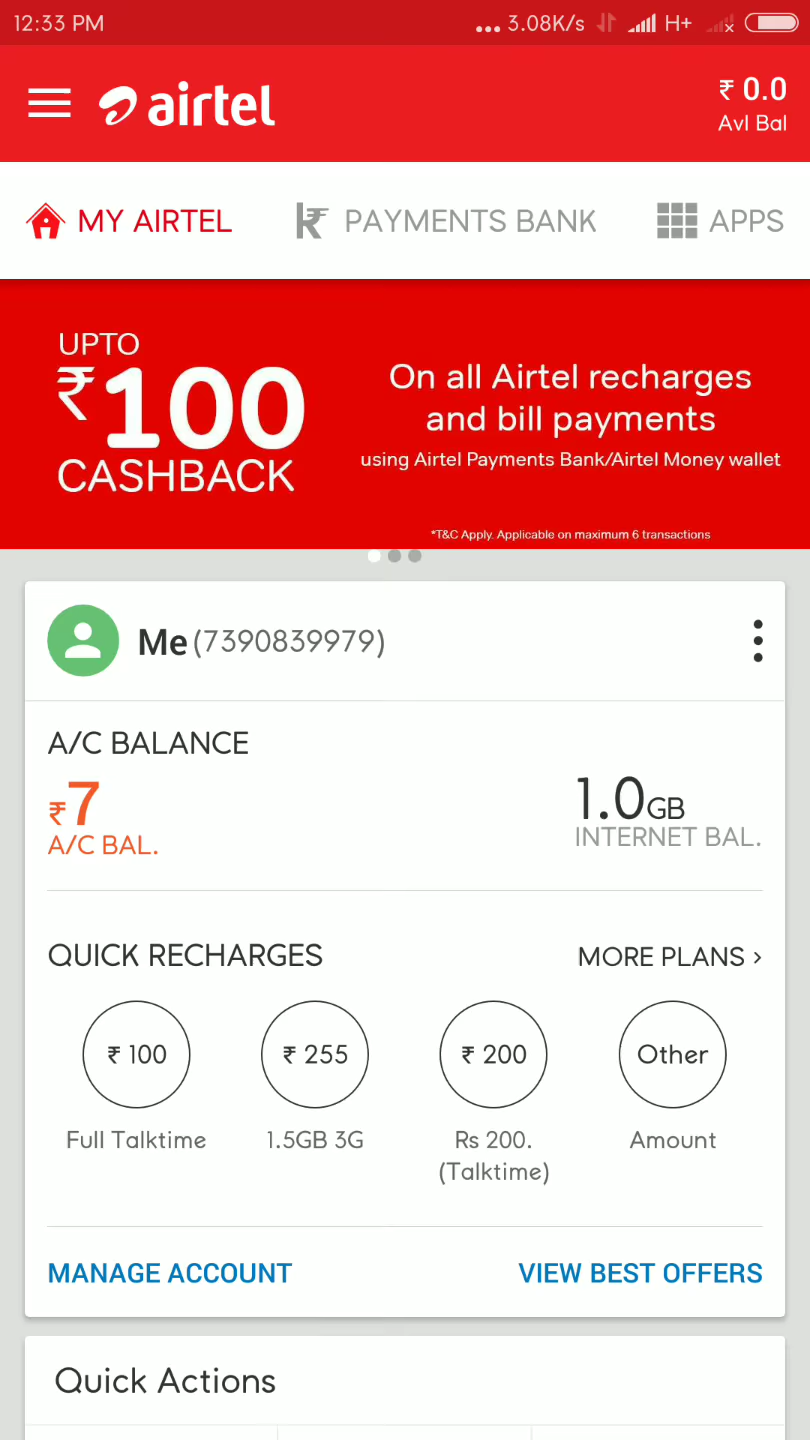 12:33 PM
... 3.08K/s H+
airtel
₹ 0.0
Avl Bal
MY AIRTEL
PAYMENTS BANK
APPS
UPTO
₹100
CASHBACK
On all Airtel recharges
and bill payments
using Airtel Payments Bank/Airtel Money wallet
*T&C Apply. Applicable on maximum 6 transactions
Me (7390839979)
A/C BALANCE
₹7
A/C BAL.
1.0GB
INTERNET BAL.
QUICK RECHARGES
MORE PLANS ›
₹ 100
Full Talktime
₹ 255
1.5GB 3G
₹ 200
Rs 200.
(Talktime)
Other
Amount
MANAGE ACCOUNT
VIEW BEST OFFERS
Quick Actions